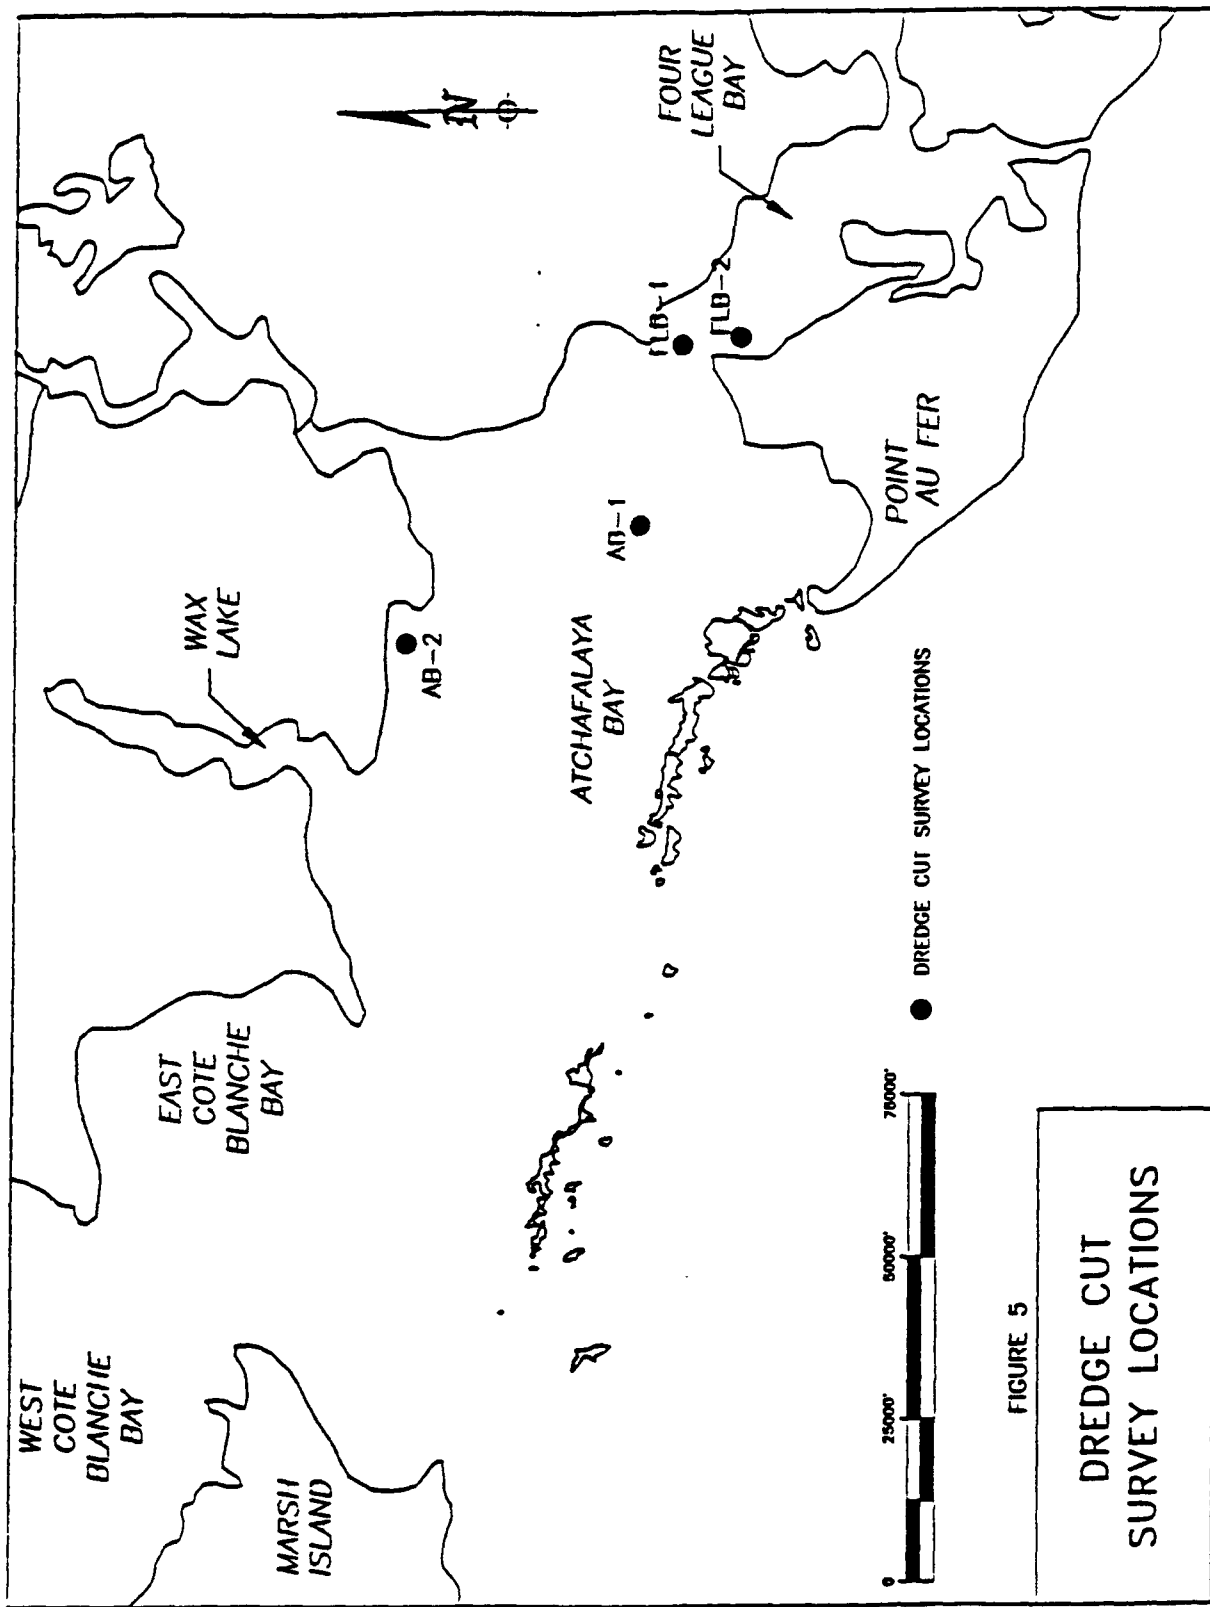 WEST
COTE
BLANCHE
BAY
EAST
COTE
BLANCHE
BAY
WAX
LAKE
N
MARSH
ISLAND
AB-2
ATCHAFALAYA
BAY
AB-1
FLB-1
FLB-2
FOUR
LEAGUE
BAY
POINT
AU FER
0
25000'
50000'
75000'
DREDGE CUT SURVEY LOCATIONS
FIGURE 5
DREDGE CUT
SURVEY LOCATIONS